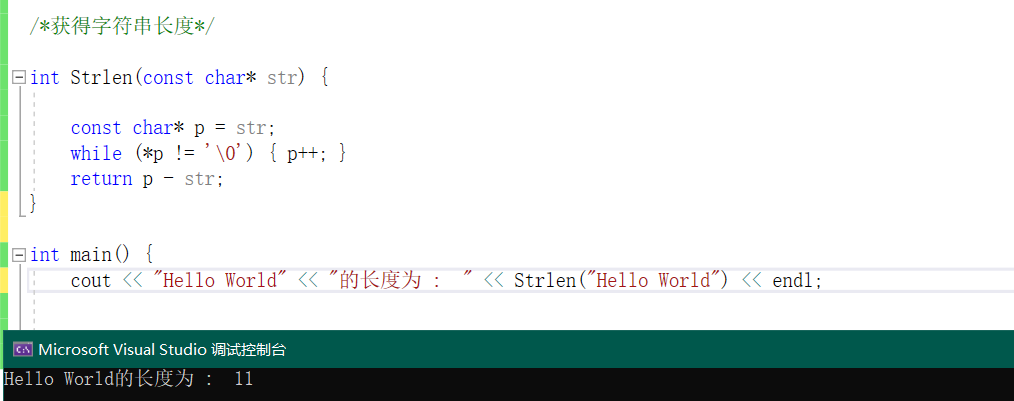 /*获得字符串长度*/
int Strlen(const char* str) {
const char* p = str;
while (*p != '\0') { p++; }
return p - str;
}
int main() {
cout << "Hello World" << "的长度为 :  " << Strlen("Hello World") << endl;
Microsoft Visual Studio 调试控制台
Hello World的长度为 :  11